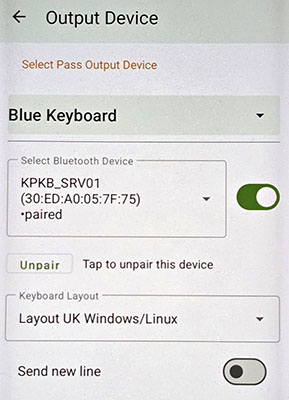 Output Device
Select Pass Output Device
Blue Keyboard
Select Bluetooth Device
KPKB_SRV01
(30:ED:A0:05:7F:75)
•paired
Unpair Tap to unpair this device
Keyboard Layout
Layout UK Windows/Linux
Send new line